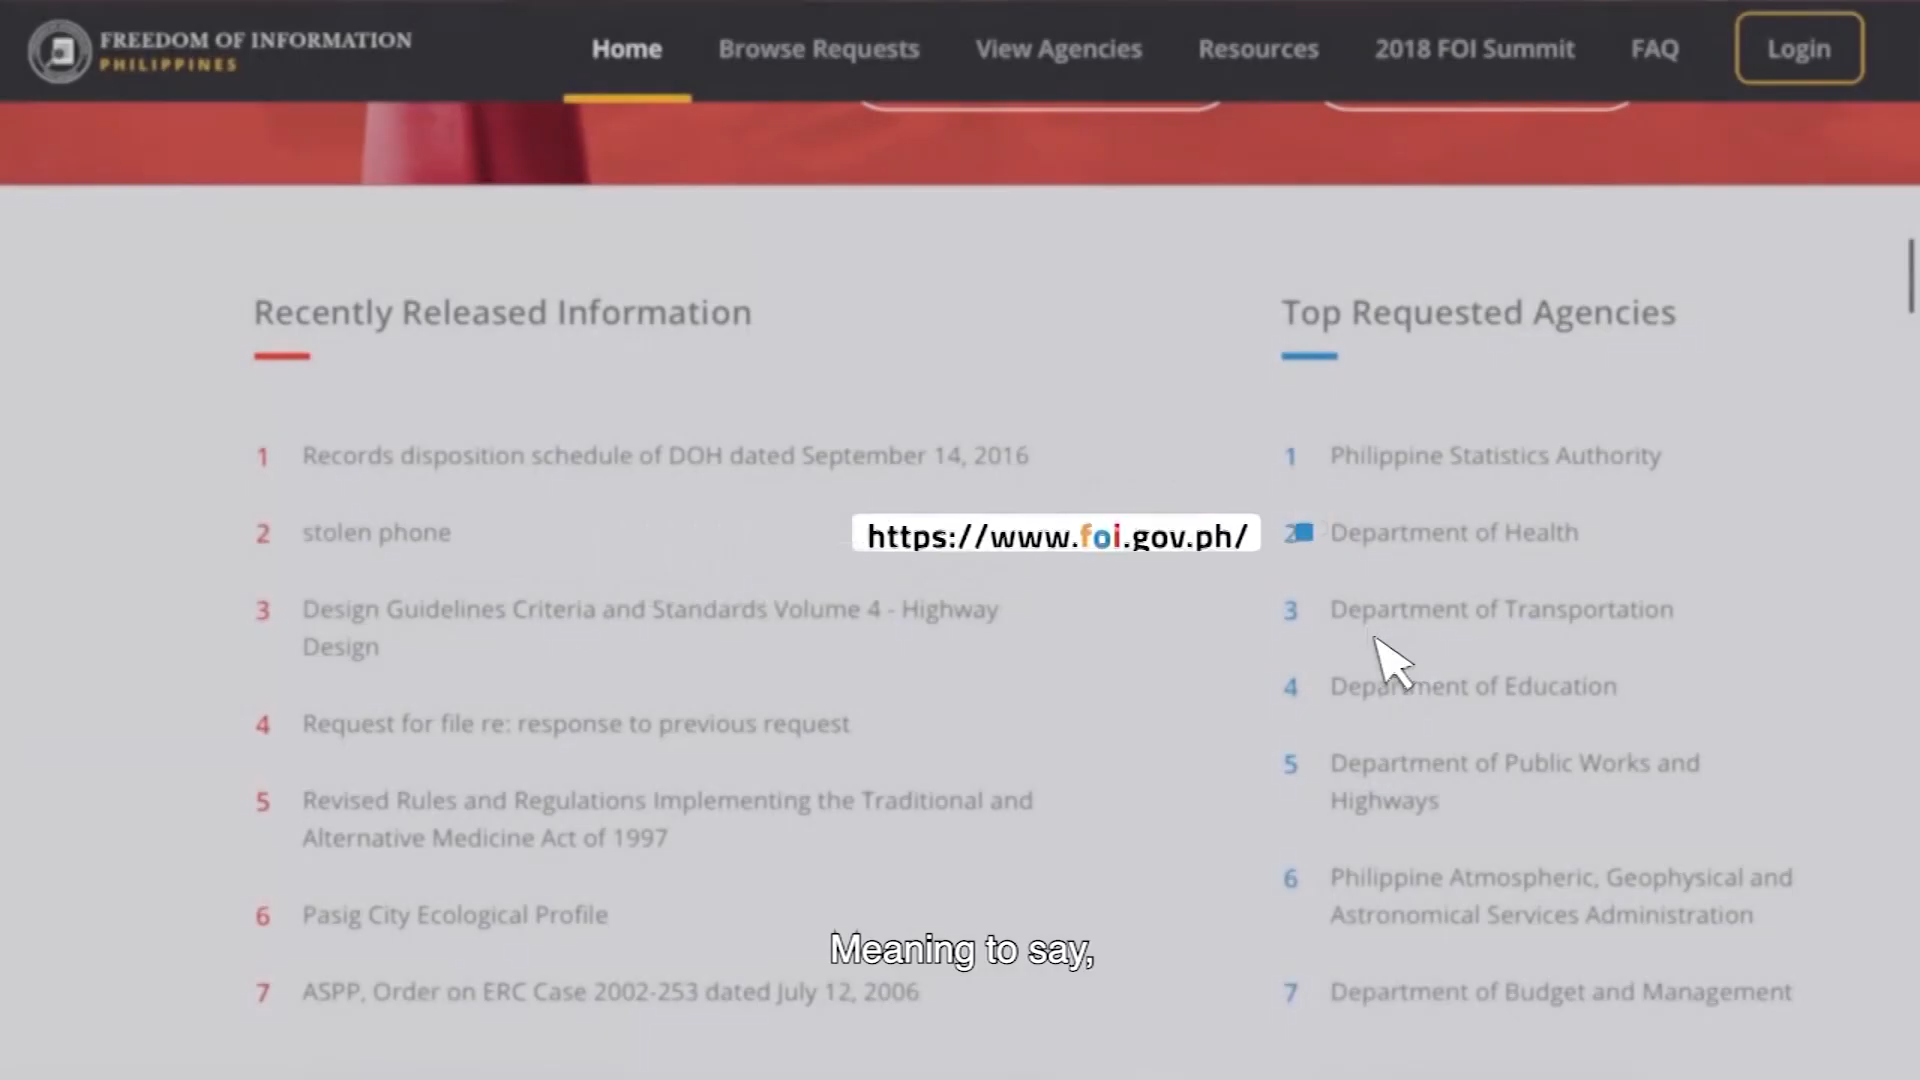 FREEDOM OF INFORMATION
PHILIPPINES
Home
Browse Requests
View Agencies
Resources
2018 FOI Summit
FAQ
Login
Recently Released Information
1 Records disposition schedule of DOH dated September 14, 2016
2 stolen phone
3 Design Guidelines Criteria and Standards Volume 4 - Highway
Design
4 Request for file re: response to previous request
5 Revised Rules and Regulations Implementing the Traditional and
Alternative Medicine Act of 1997
6 Pasig City Ecological Profile
7 ASPP, Order on ERC Case 2002-253 dated July 12, 2006
https://www.foi.gov.ph/
Top Requested Agencies
1 Philippine Statistics Authority
2 Department of Health
3 Department of Transportation
4 Department of Education
5 Department of Public Works and
Highways
6 Philippine Atmospheric, Geophysical and
Astronomical Services Administration
7 Department of Budget and Management
Meaning to say,